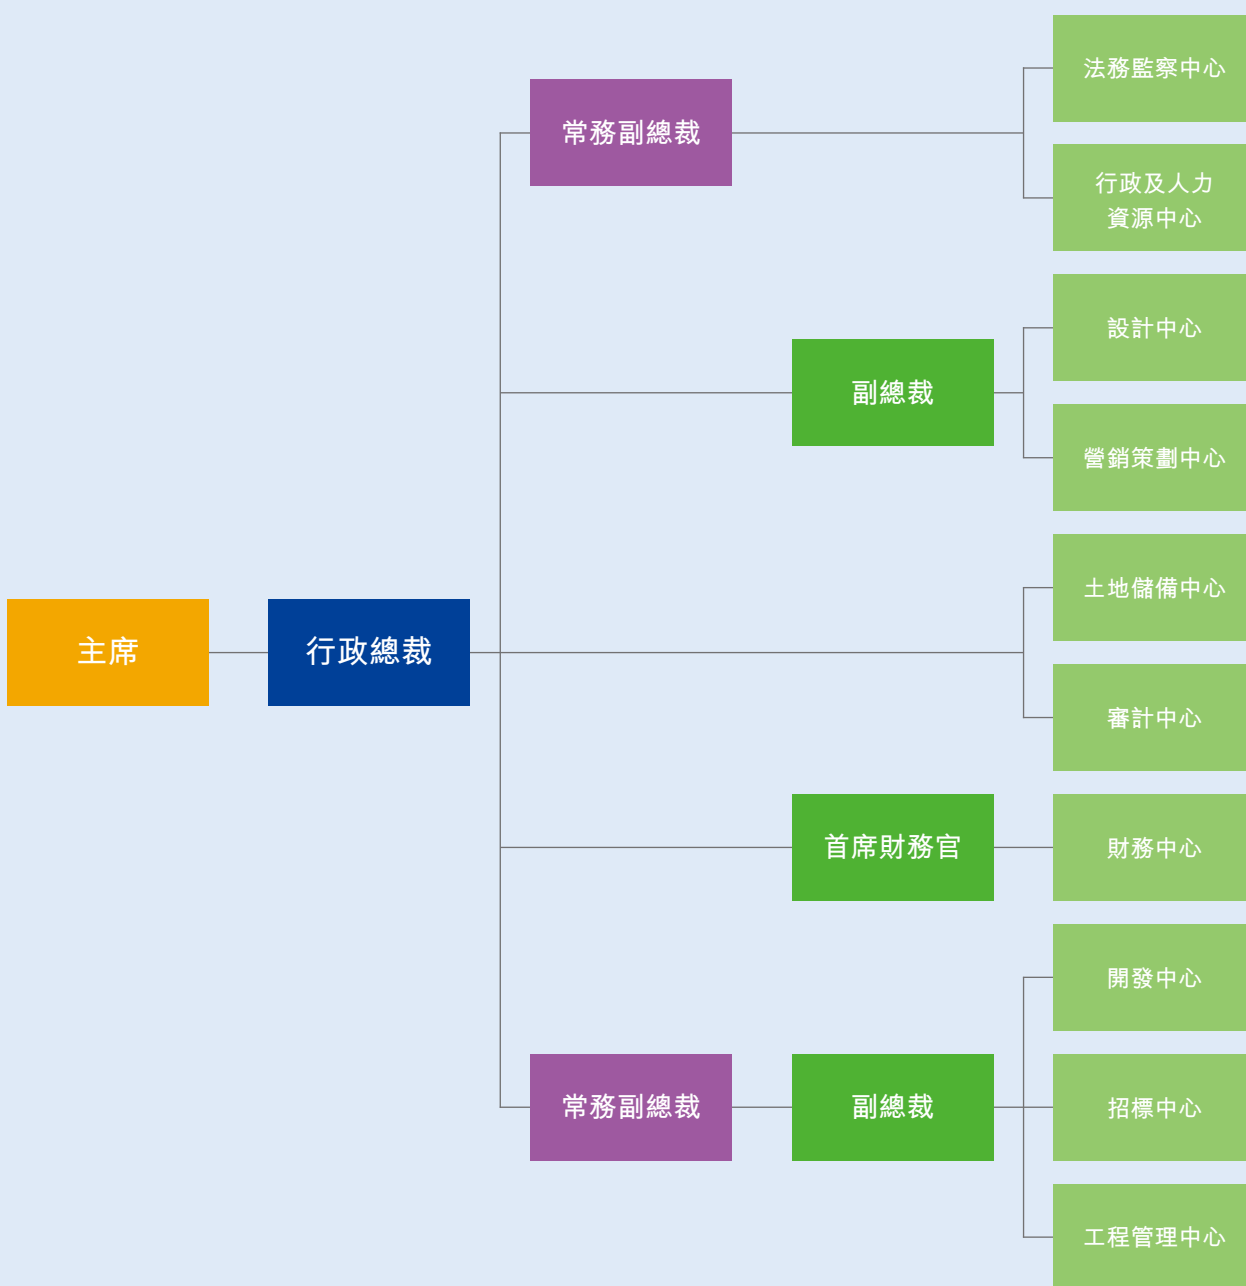 主席
行政總裁
常務副總裁
法務監察中心
行政及人力
資源中心
副總裁
設計中心
營銷策劃中心
土地儲備中心
審計中心
首席財務官
財務中心
常務副總裁
副總裁
開發中心
招標中心
工程管理中心